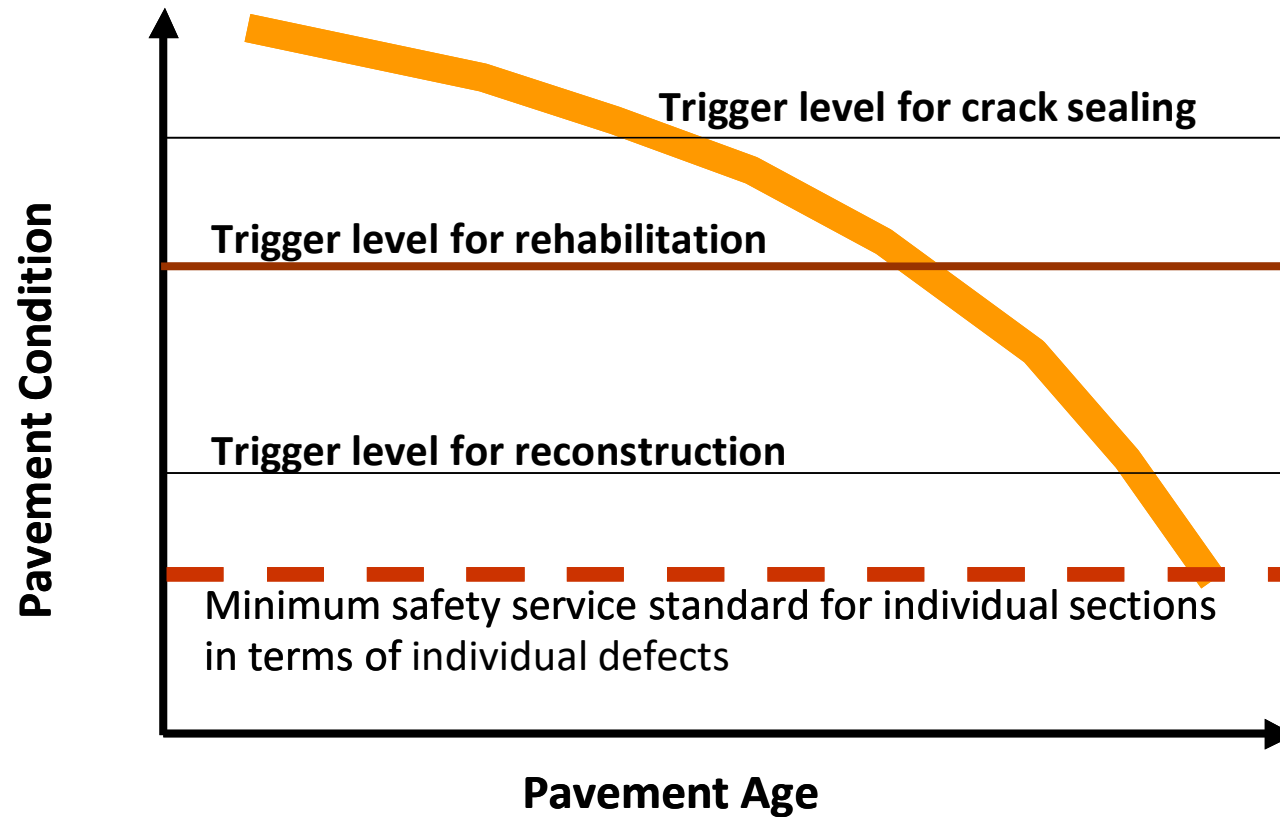 Trigger level for crack sealing
Trigger level for rehabilitation
Pavement Condition
Trigger level for reconstruction
Minimum safety service standard for individual sections
in terms of individual defects
Pavement Age